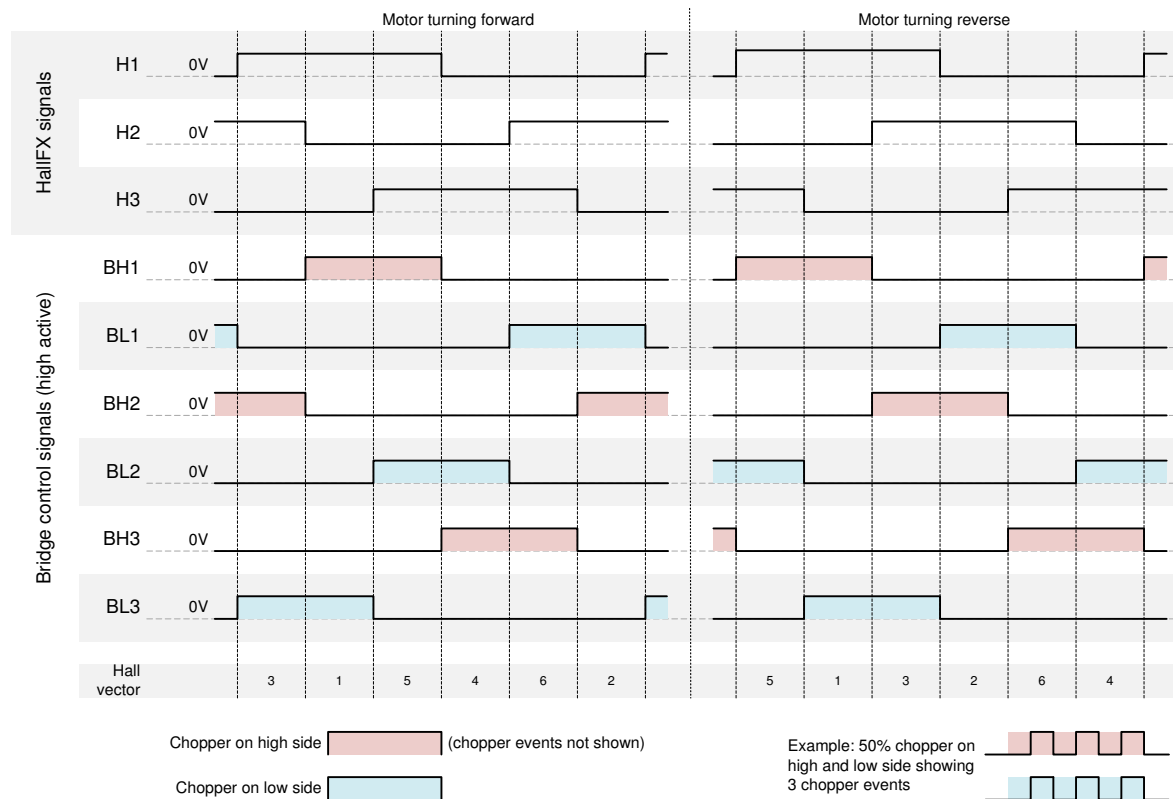 Motor turning forward
Motor turning reverse
HallFX signals
H1 0V
H2 0V
H3 0V
Bridge control signals (high active)
BH1 0V
BL1 0V
BH2 0V
BL2 0V
BH3 0V
BL3 0V
Hall
vector
3 1 5 4 6 2 5 1 3 2 6 4
Chopper on high side (chopper events not shown)
Chopper on low side
Example: 50% chopper on
high and low side showing
3 chopper events